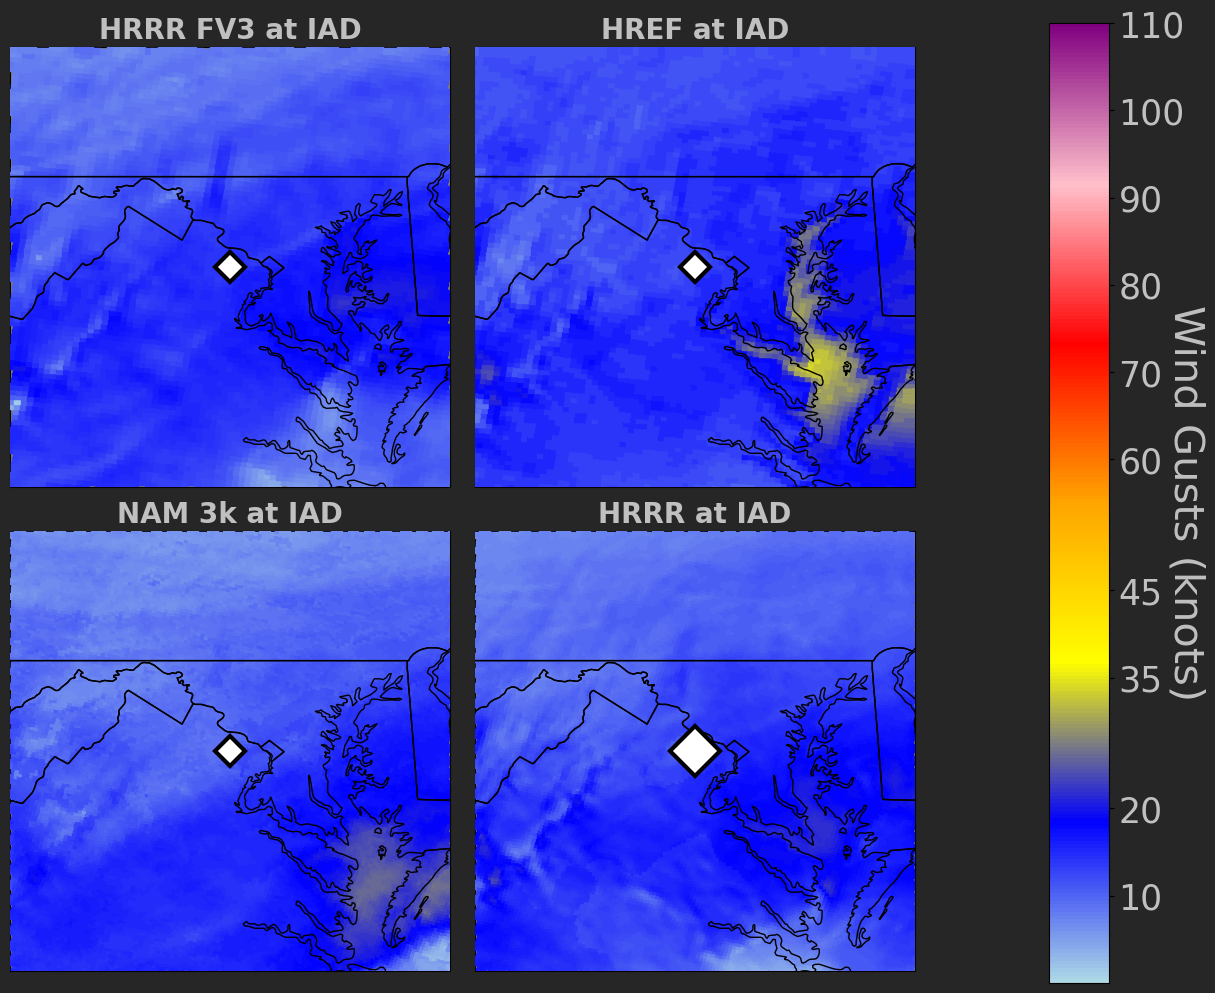 HRRR FV3 at IAD
HREF at IAD
NAM 3k at IAD
HRRR at IAD
110
100
90
80
70
60
45
35
20
10
Wind Gusts (knots)